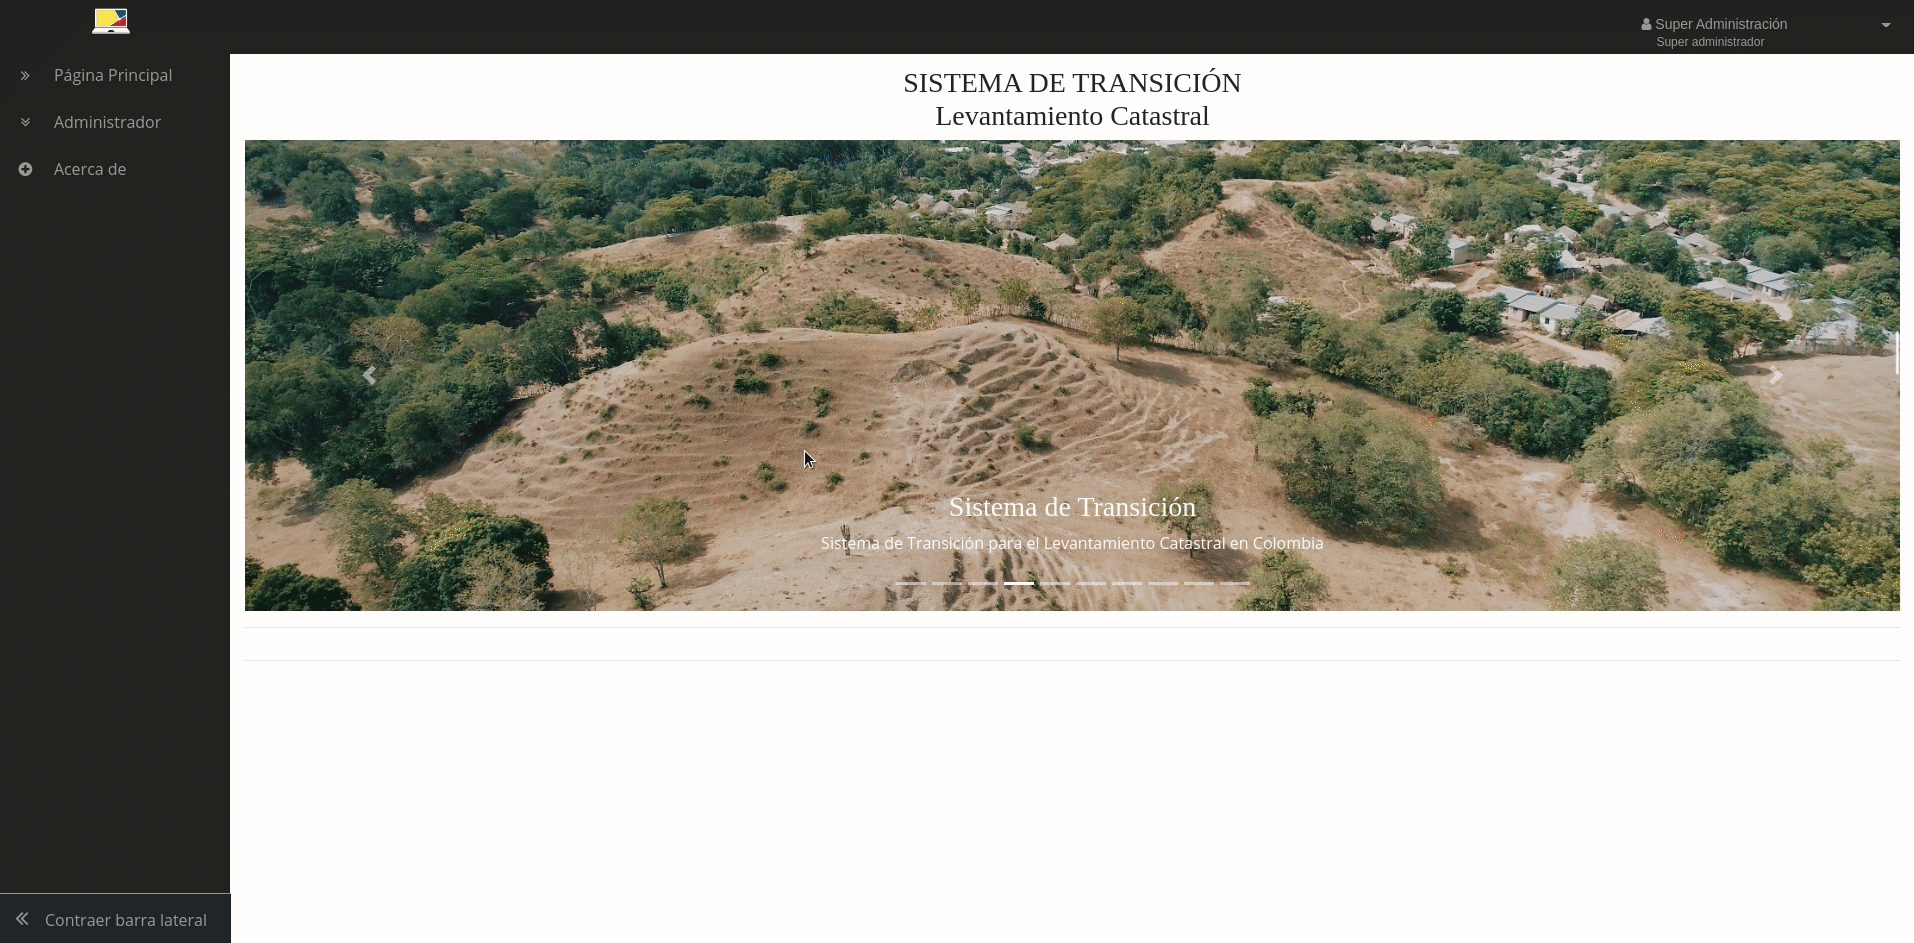 Super Administración
Super administrador
Página Principal
Administrador
Acerca de
SISTEMA DE TRANSICIÓN
Levantamiento Catastral
Sistema de Transición
Sistema de Transición para el Levantamiento Catastral en Colombia
Contraer barra lateral